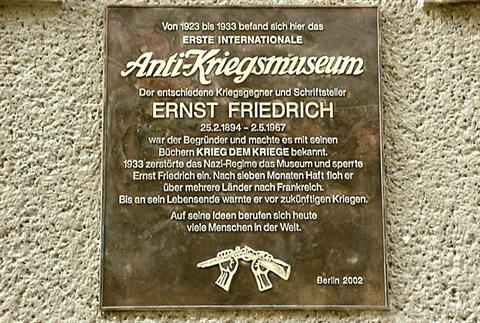 Von 1923 bis 1933 befand sich hier das
ERSTE INTERNATIONALE
Anti-Kriegsmuseum
Der entschiedene Kriegsgegner und Schriftsteller
ERNST FRIEDRICH
25.2.1894 – 2.5.1967
war der Begründer und machte es mit seinen
Büchern KRIEG DEM KRIEGE bekannt.
1933 zerstörte das Nazi-Regime das Museum und sperrte
Ernst Friedrich ein. Nach sieben Monaten Haft floh er
über mehrere Länder nach Frankreich.
Bis an sein Lebensende warnte er vor zukünftigen Kriegen.
Auf seine Ideen berufen sich heute
viele Menschen in der Welt.
Berlin 2002